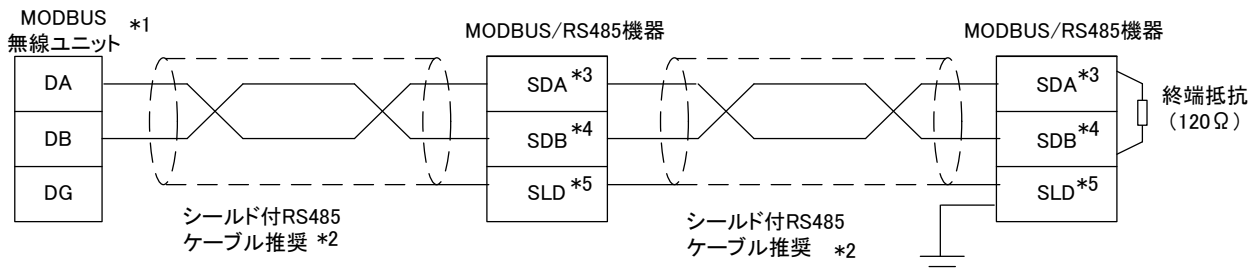 MODBUS *1
無線ユニット
DA
DB
DG
シールド付RS485
ケーブル推奨 *2
MODBUS/RS485機器
SDA *3
SDB *4
SLD *5
シールド付RS485
ケーブル推奨 *2
MODBUS/RS485機器
SDA *3
SDB *4
SLD *5
終端抵抗
(120Ω)